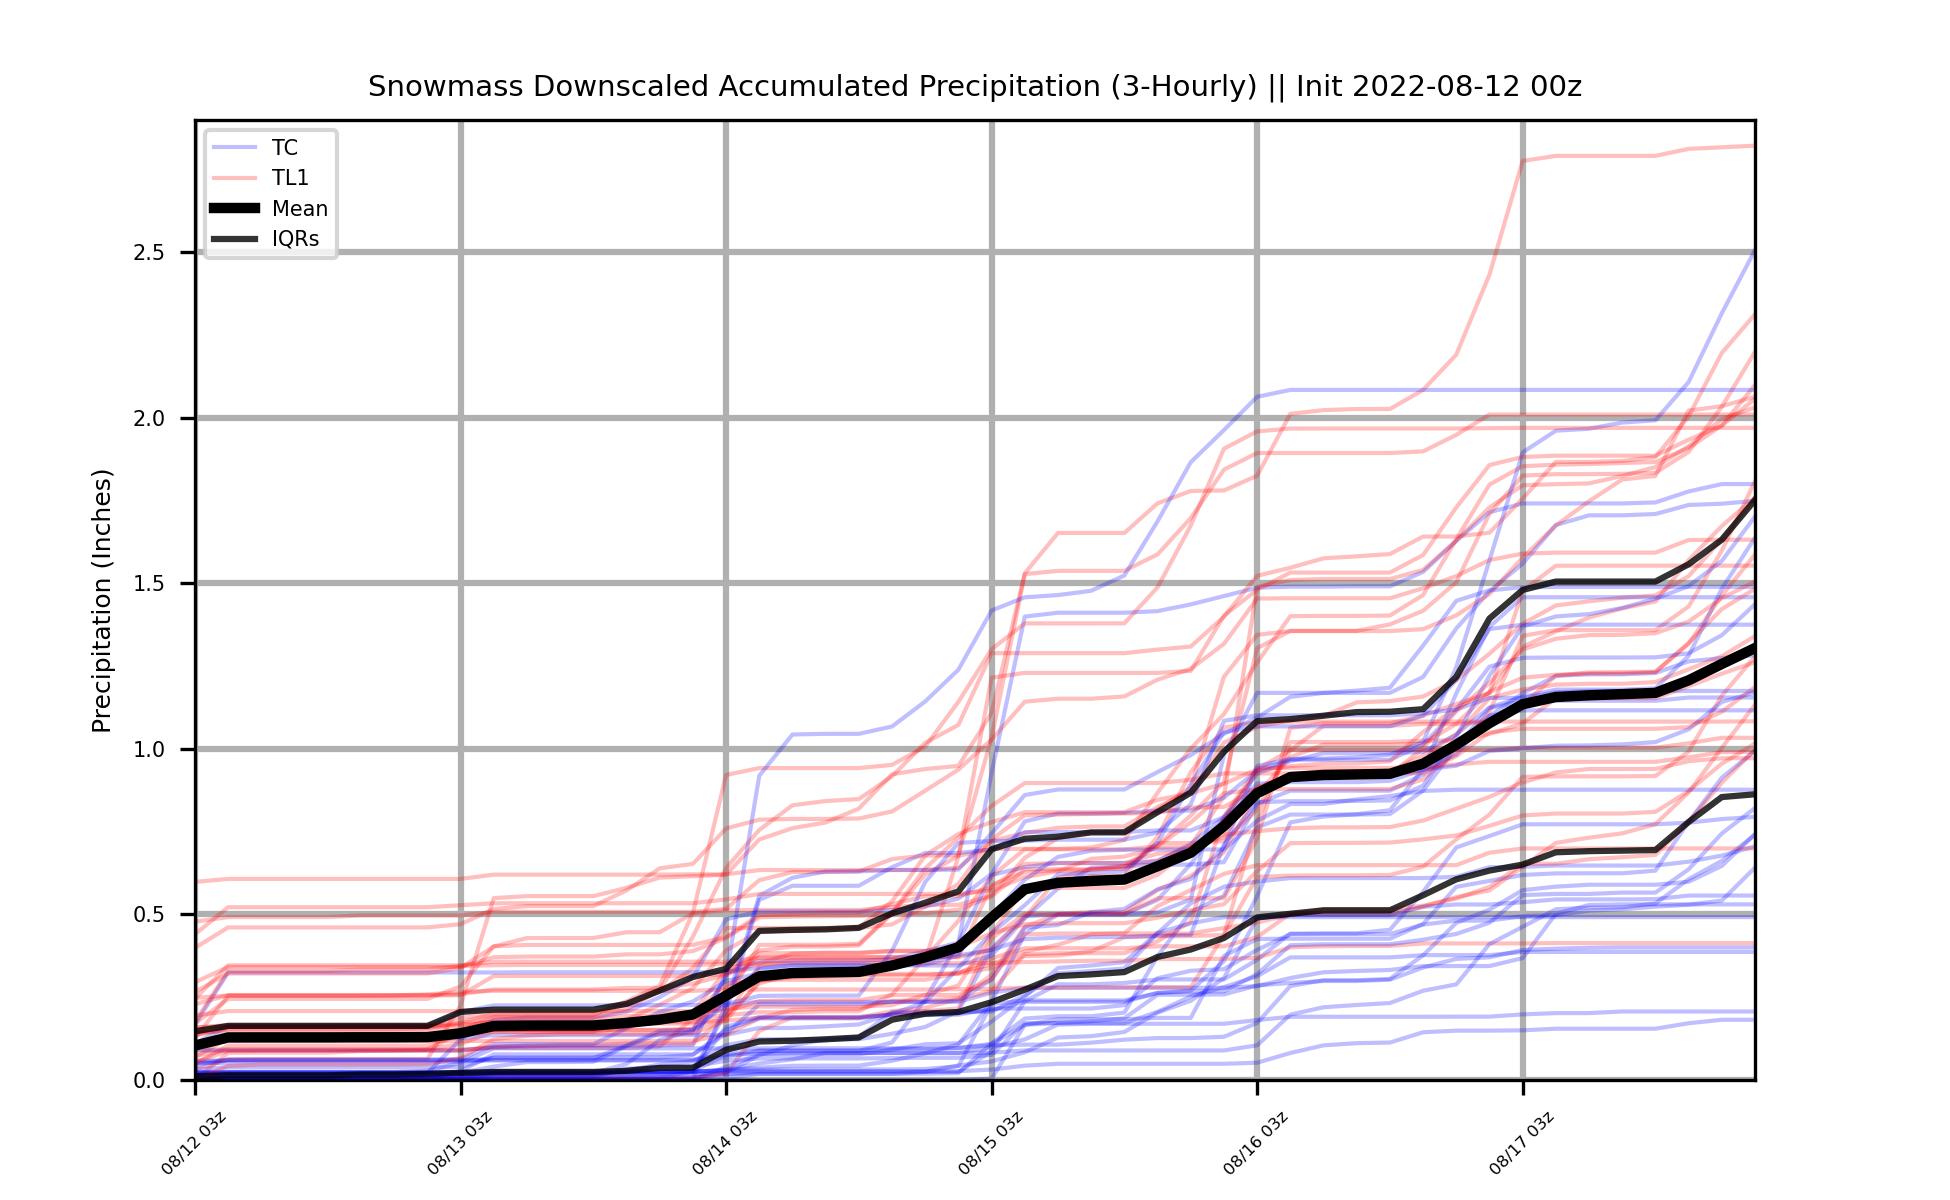 Snowmass Downscaled Accumulated Precipitation (3-Hourly) || Init 2022-08-12 00z
TC
TL1
Mean
IQRs
Precipitation (Inches)
2.5
2.0
1.5
1.0
0.5
0.0
08/12 03z
08/13 03z
08/14 03z
08/15 03z
08/16 03z
08/17 03z